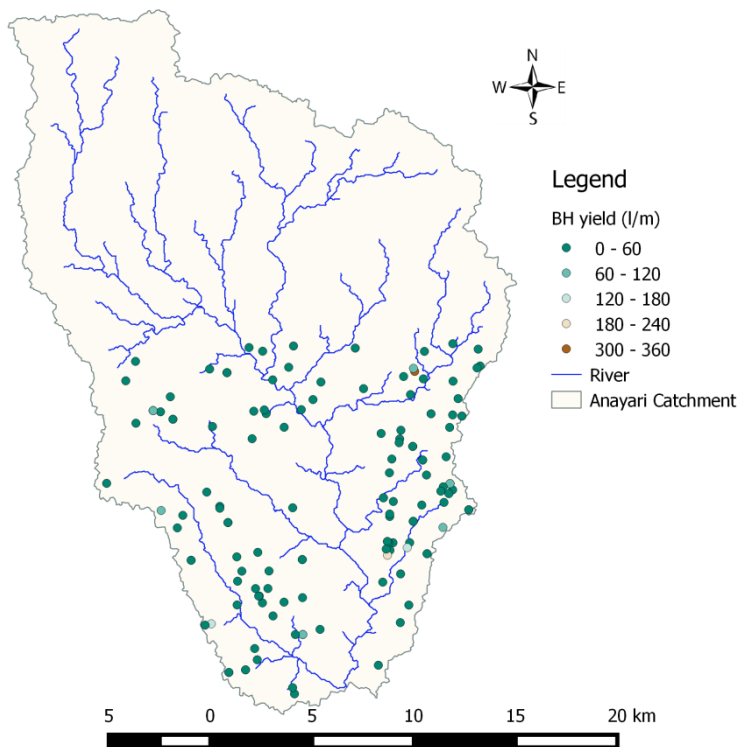 N
W E
S
Legend
BH yield (l/m)
0 - 60
60 - 120
120 - 180
180 - 240
300 - 360
River
Anayari Catchment
5 0 5 10 15 20 km